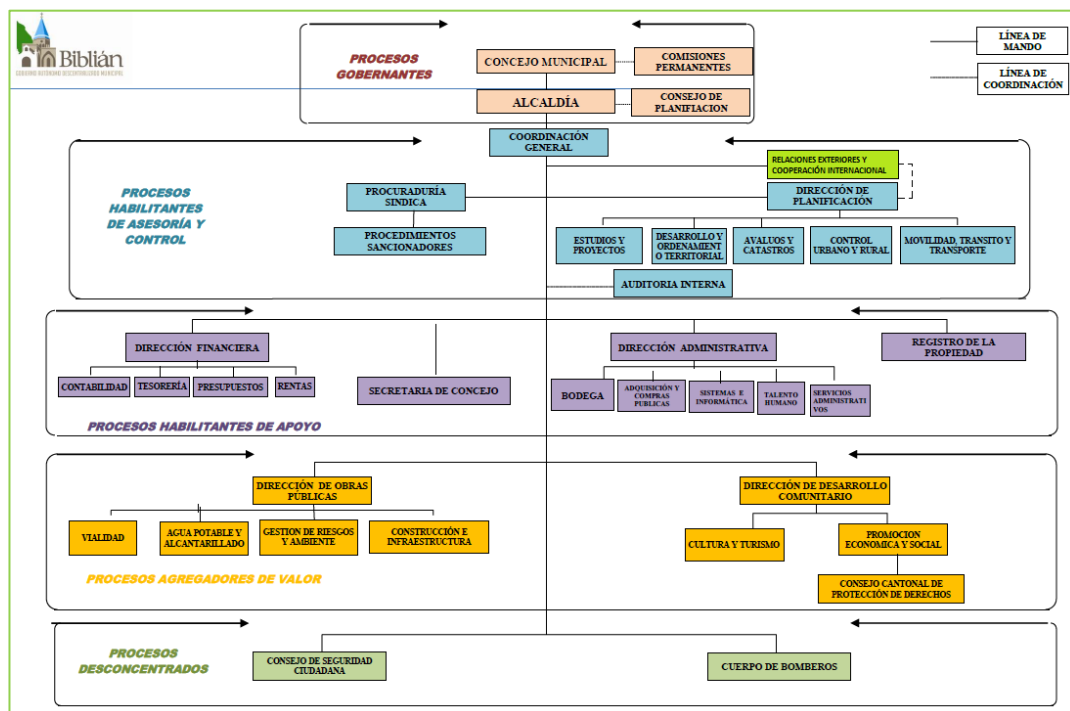 Biblián
GOBIERNO AUTÓNOMO DESCENTRALIZADO MUNICIPAL
PROCESOS
GOBERNANTES
CONCEJO MUNICIPAL
COMISIONES
PERMANENTES
ALCALDÍA
CONSEJO DE
PLANIFIACION
LÍNEA DE
MANDO
LÍNEA DE
COORDINACIÓN
COORDINACIÓN
GENERAL
RELACIONES EXTERIORES Y
COOPERACIÓN INTERNACIONAL
PROCESOS
HABILITANTES
DE ASESORÍA Y
CONTROL
PROCURADURÍA
SINDICA
DIRECCIÓN DE
PLANIFICACIÓN
PROCEDIMIENTOS
SANCIONADORES
ESTUDIOS Y
PROYECTOS
DESARROLLO Y
ORDENAMIENT
O TERRITORIAL
AVALUOS Y
CATASTROS
CONTROL
URBANO Y RURAL
MOVILIDAD, TRANSITO Y
TRANSPORTE
AUDITORIA INTERNA
DIRECCIÓN FINANCIERA
DIRECCIÓN ADMINISTRATIVA
REGISTRO DE LA
PROPIEDAD
CONTABILIDAD
TESORERÍA
PRESUPUESTOS
RENTAS
SECRETARIA DE CONCEJO
BODEGA
ADQUISICIÓN Y
COMPRAS
PUBLICAS
SISTEMAS E
INFORMÁTICA
TALENTO
HUMANO
SERVICIOS
ADMINISTRATI
VOS
PROCESOS HABILITANTES DE APOYO
DIRECCIÓN DE OBRAS
PÚBLICAS
DIRECCIÓN DE DESARROLLO
COMUNITARIO
VIALIDAD
AGUA POTABLE Y
ALCANTARILLADO
GESTION DE RIESGOS
Y AMBIENTE
CONSTRUCCIÓN E
INFRAESTRUCTURA
CULTURA Y TURISMO
PROMOCION
ECONOMICA Y SOCIAL
PROCESOS AGREGADORES DE VALOR
CONSEJO CANTONAL DE
PROTECCIÓN DE DERECHOS
PROCESOS
DESCONCENTRADOS
CONSEJO DE SEGURIDAD
CIUDADANA
CUERPO DE BOMBEROS